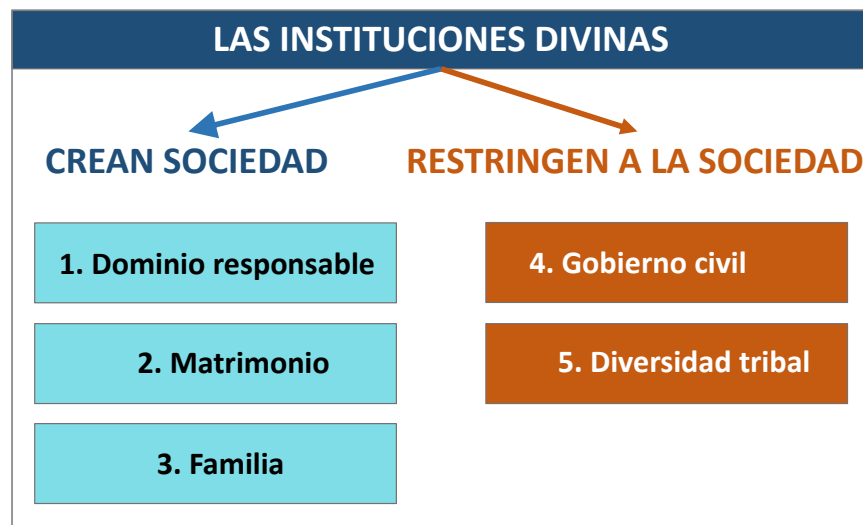 LAS INSTITUCIONES DIVINAS
CREAN SOCIEDAD
RESTRINGEN A LA SOCIEDAD
1. Dominio responsable
2. Matrimonio
3. Familia
4. Gobierno civil
5. Diversidad tribal